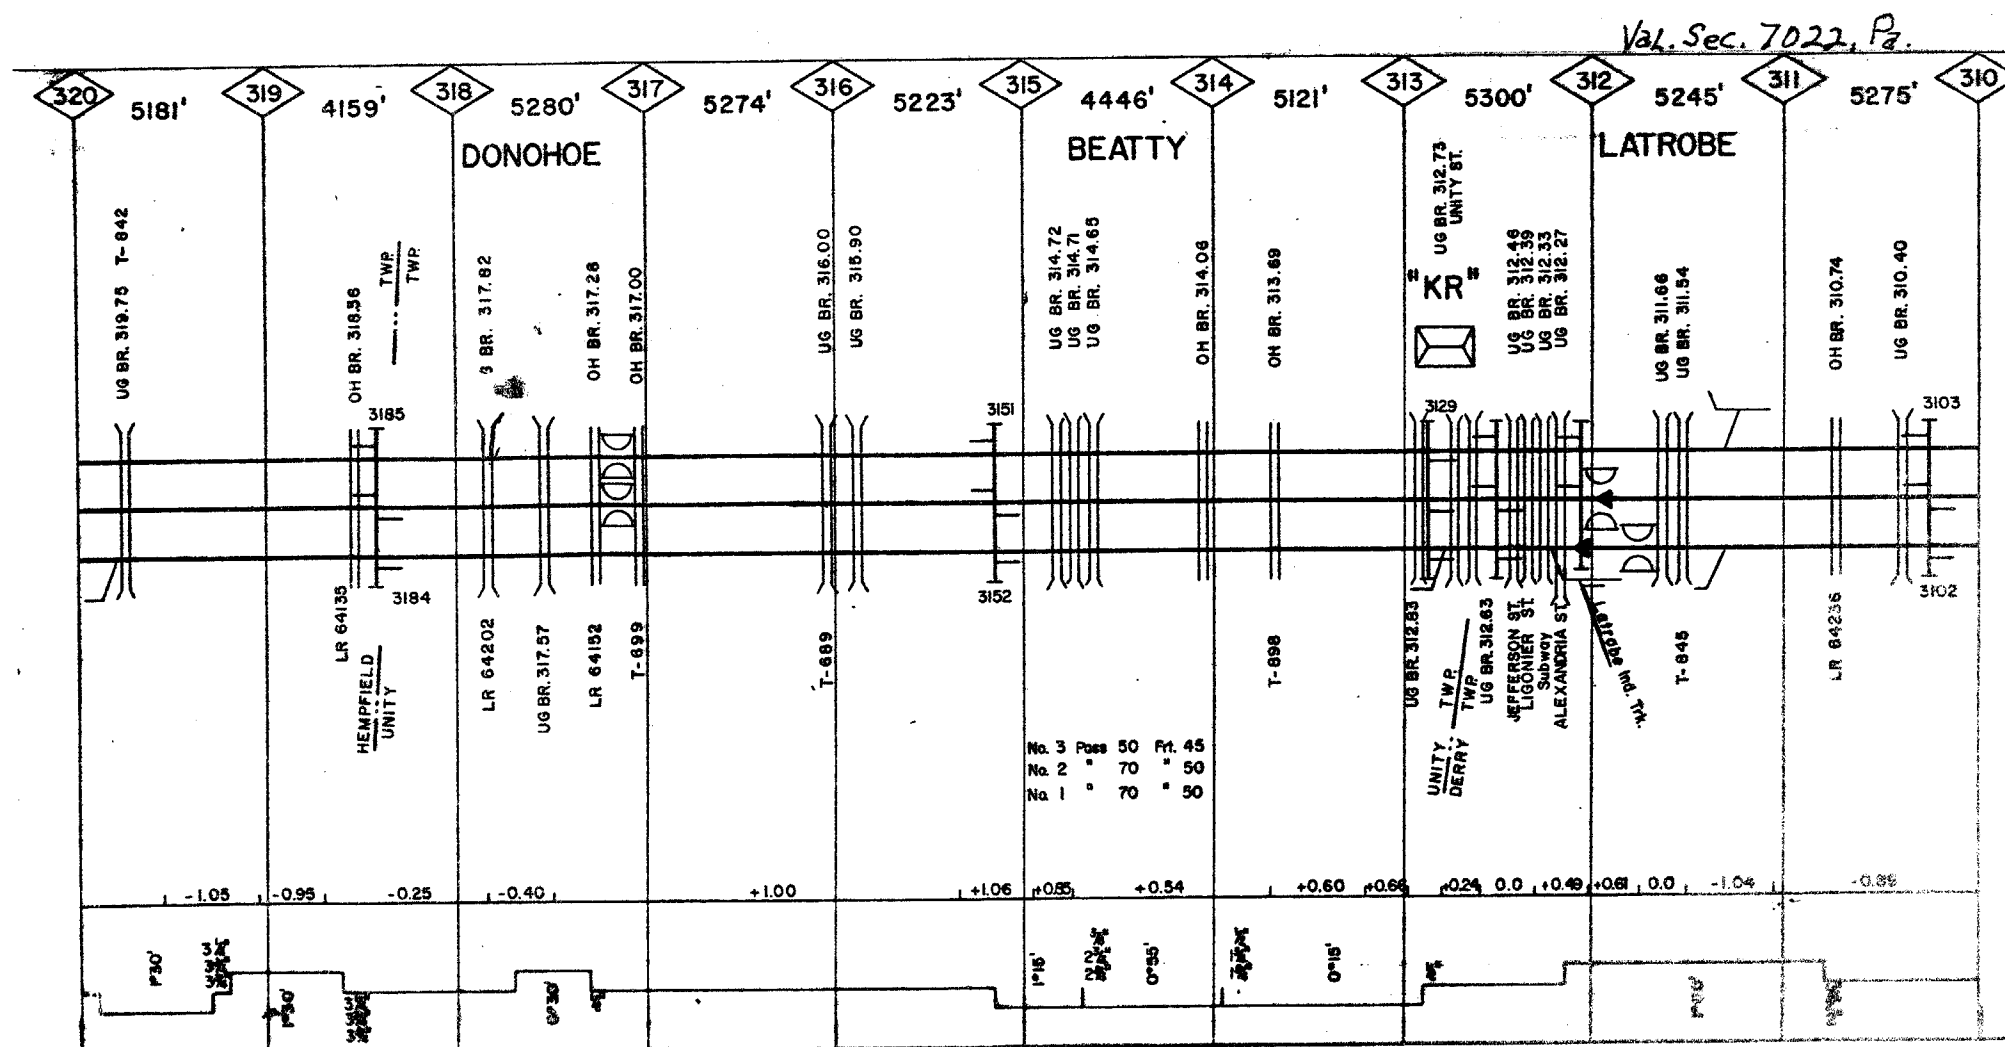 Val. Sec. 7022, Pa.
320 5181' 319 4159' 318 5280' 317 5274' 316 5223' 315 4446' 314 5121' 313 5300' 312 5245' 311 5275' 310
DONOHOE BEATTY LATROBE
UG BR. 319.75 T-842
OH BR. 318.56
TWP.
TWP.
BR. 317.82
OH BR. 317.28
OH BR. 317.00
UG BR. 316.00
UG BR. 315.90
UG BR. 314.72
UG BR. 314.71
UG BR. 314.65
OH BR. 314.06
OH BR. 313.69
UG BR. 312.73
UNITY ST.
"KR"
UG BR. 312.46
UG BR. 312.39
UG BR. 312.33
UG BR. 312.27
UG BR. 311.66
UG BR. 311.54
OH BR. 310.74
UG BR. 310.40
3185
3151
3129
3103
3184
3152
3102
LR 64135
HEMPFIELD
UNITY
LR 64202
UG BR. 317.57
LR 64152
T-699
T-689
T-898
UG BR. 312.83
UNITY TWP.
DERRY TWP.
UG BR. 312.63
JEFFERSON ST.
LIGONIER ST.
Subway
ALEXANDRIA ST.
Latrobe Ind. Trk.
T-845
LR 64236
No. 3 Pass 50 Frt. 45
No. 2 " 70 " 50
No. 1 " 70 " 50
-1.05 -0.95 -0.25 -0.40 +1.00 +1.06 +0.85 +0.54 +0.60 +0.66 +0.24 0.0 +0.49 +0.61 0.0 -1.04
1°30'
1°30'
0°30'
1°15'
0°55'
0°15'